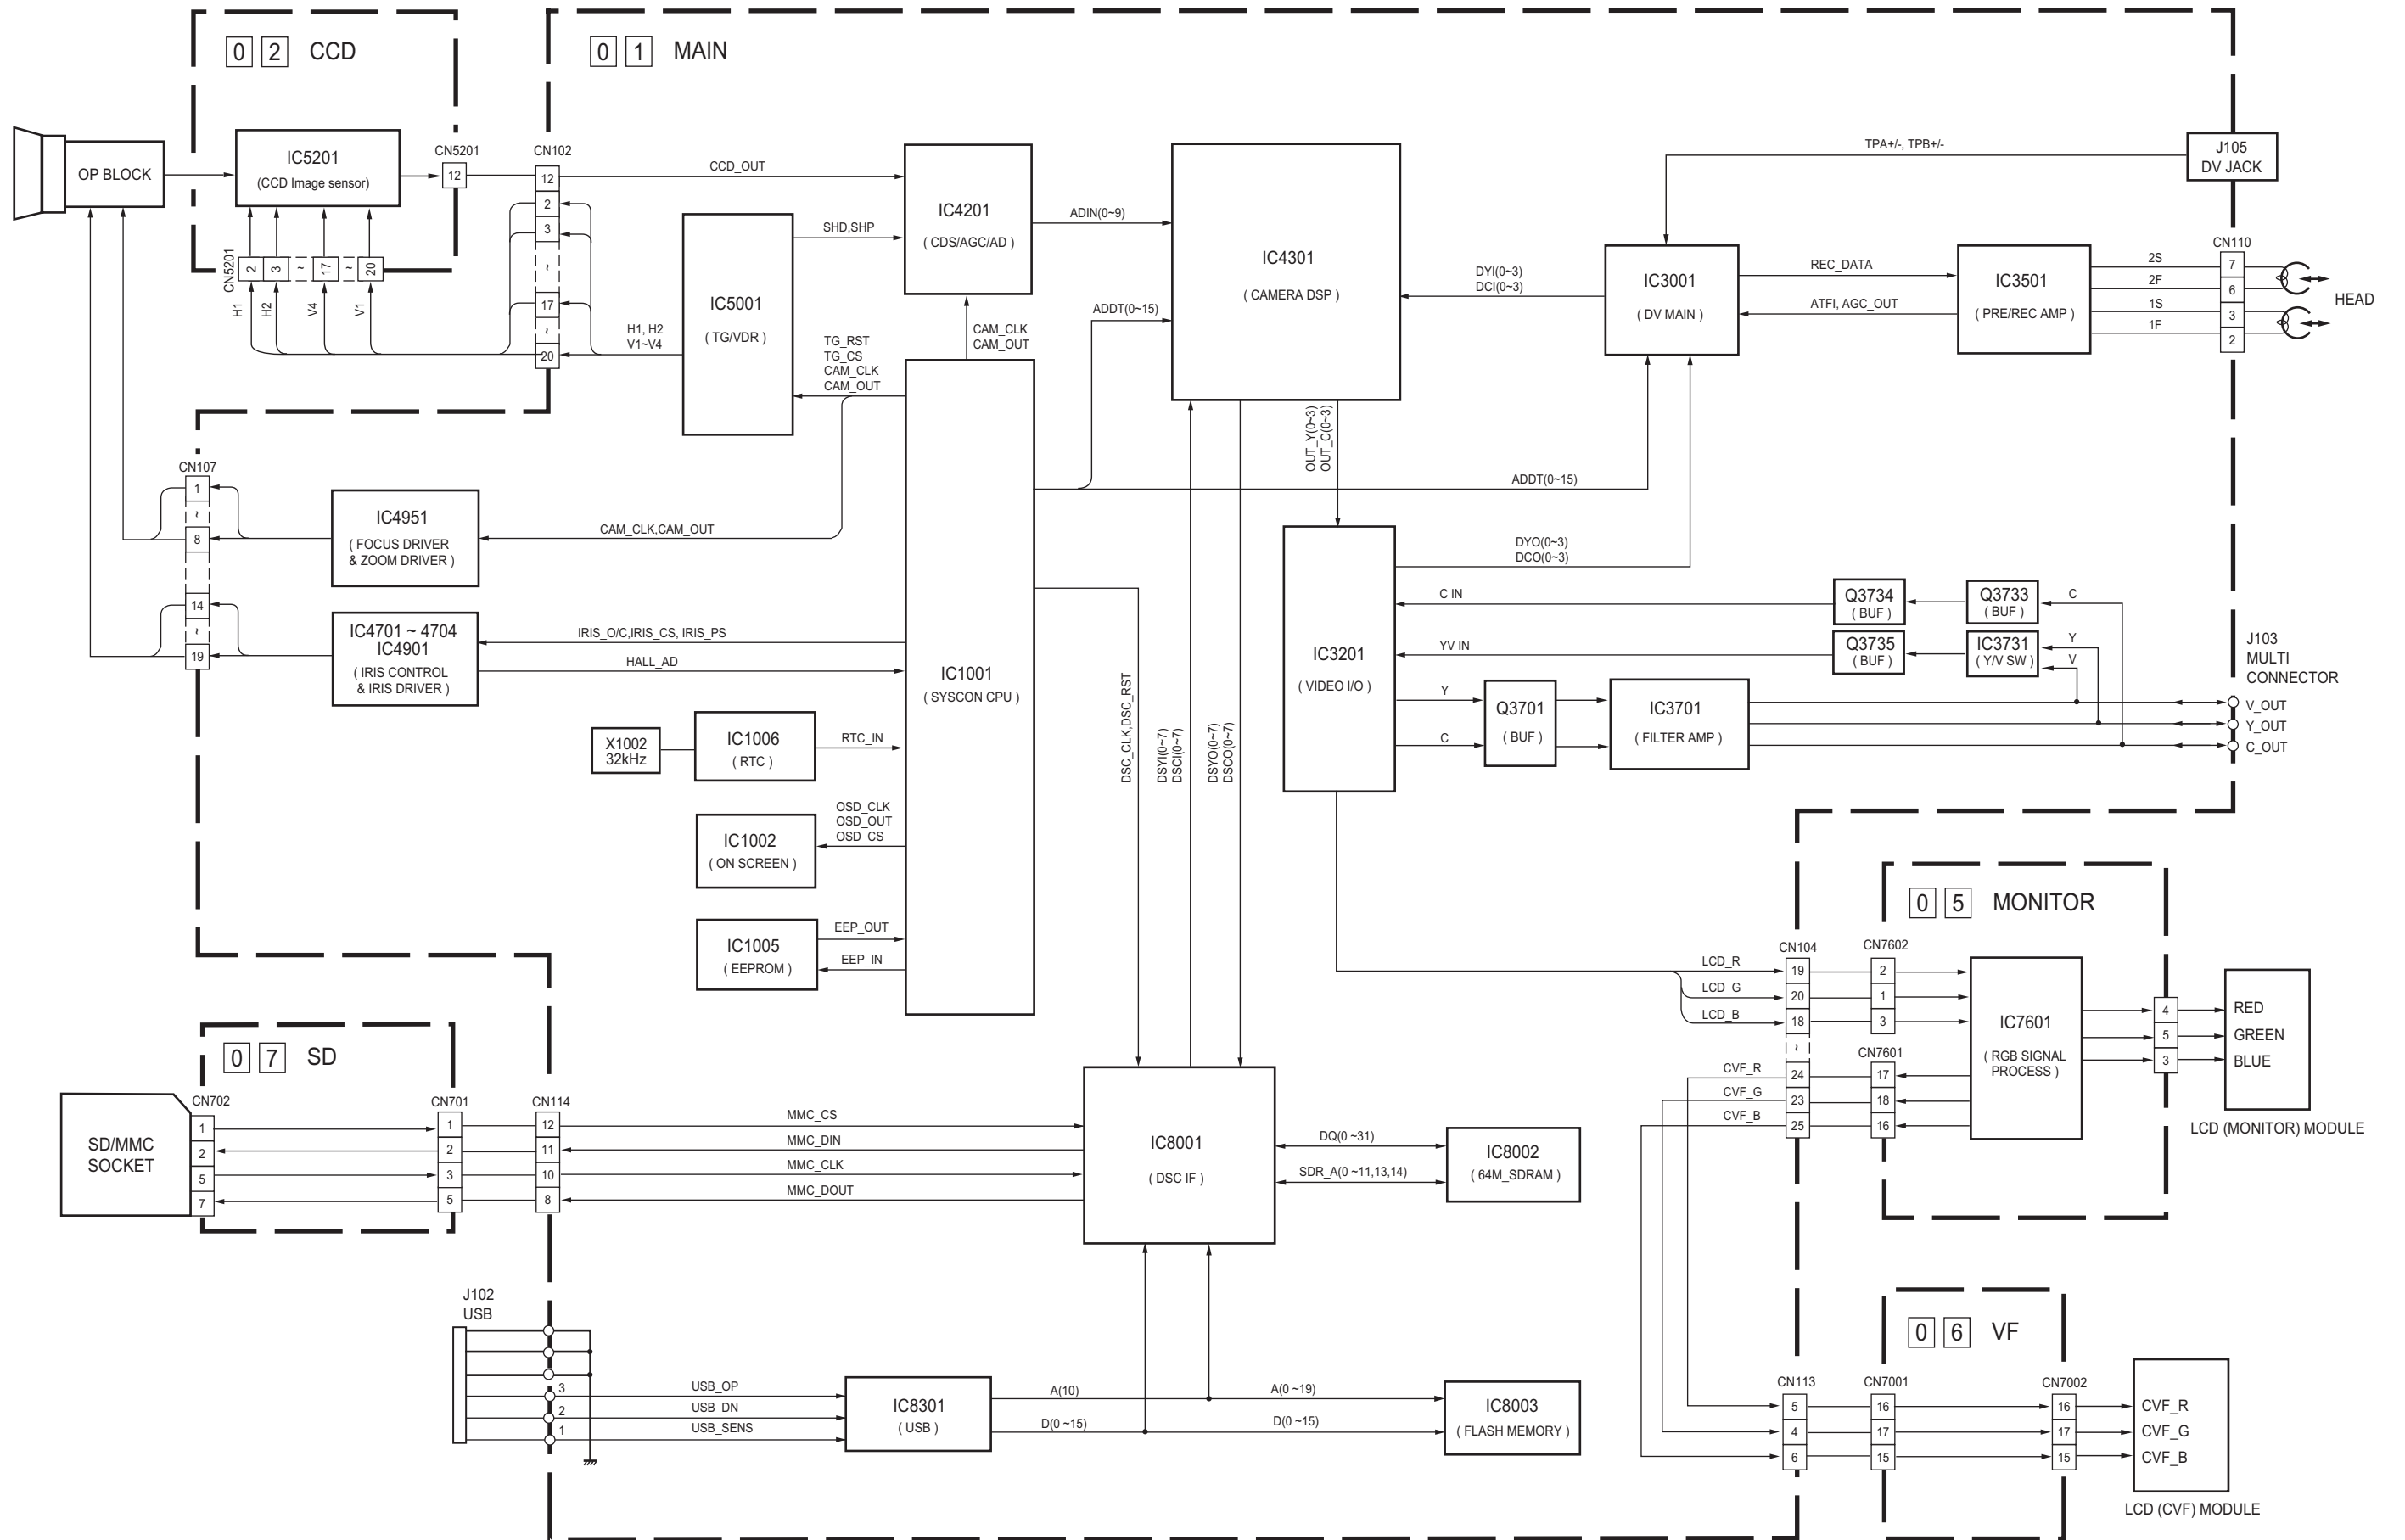 0 2 CCD
0 1 MAIN
OP BLOCK
IC5201
(CCD Image sensor)
CN5201
12
CN5201
2
3
~
17
~
20
H1
H2
V4
V1
CN102
12
2
3
~
17
~
20
CCD_OUT
SHD,SHP
IC5001
( TG/VDR )
H1, H2
V1~V4
IC4201
( CDS/AGC/AD )
ADIN(0~9)
CAM_CLK
CAM_OUT
TG_RST
TG_CS
CAM_CLK
CAM_OUT
IC4301
( CAMERA DSP )
ADDT(0~15)
DYI(0~3)
DCI(0~3)
TPA+/-, TPB+/-
J105
DV JACK
IC3001
( DV MAIN )
REC_DATA
ATFI, AGC_OUT
IC3501
( PRE/REC AMP )
2S
2F
1S
1F
CN110
7
6
3
2
HEAD
OUT_Y(0~3)
OUT_C(0~3)
ADDT(0~15)
CN107
1
~
8
14
~
19
IC4951
( FOCUS DRIVER
& ZOOM DRIVER )
CAM_CLK,CAM_OUT
IC4701 ~ 4704
IC4901
( IRIS CONTROL
& IRIS DRIVER )
IRIS_O/C,IRIS_CS, IRIS_PS
HALL_AD
IC1001
( SYSCON CPU )
X1002
32kHz
IC1006
( RTC )
RTC_IN
IC1002
( ON SCREEN )
OSD_CLK
OSD_OUT
OSD_CS
IC1005
( EEPROM )
EEP_OUT
EEP_IN
DSC_CLK,DSC_RST
DSYI(0~7)
DSCI(0~7)
DSYO(0~7)
DSCO(0~7)
IC3201
( VIDEO I/O )
DYO(0~3)
DCO(0~3)
C IN
YV IN
Y
C
Q3734
( BUF )
Q3733
( BUF )
C
Q3735
( BUF )
IC3731
( Y/V SW )
Y
V
Q3701
( BUF )
IC3701
( FILTER AMP )
J103
MULTI
CONNECTOR
V_OUT
Y_OUT
C_OUT
0 5 MONITOR
LCD_R
LCD_G
LCD_B
CN104
19
20
18
~
24
23
25
CVF_R
CVF_G
CVF_B
CN7602
2
1
3
CN7601
17
18
16
IC7601
( RGB SIGNAL
PROCESS )
4
5
3
RED
GREEN
BLUE
LCD (MONITOR) MODULE
0 7 SD
SD/MMC
SOCKET
CN702
1
2
5
7
CN701
1
2
3
5
CN114
12
11
10
8
MMC_CS
MMC_DIN
MMC_CLK
MMC_DOUT
IC8001
( DSC IF )
DQ(0 ~31)
SDR_A(0 ~11,13,14)
IC8002
( 64M_SDRAM )
J102
USB
3
2
1
USB_OP
USB_DN
USB_SENS
IC8301
( USB )
A(10)
D(0 ~15)
A(0 ~19)
D(0 ~15)
IC8003
( FLASH MEMORY )
0 6 VF
CN113
5
4
6
CN7001
16
17
15
CN7002
16
17
15
CVF_R
CVF_G
CVF_B
LCD (CVF) MODULE